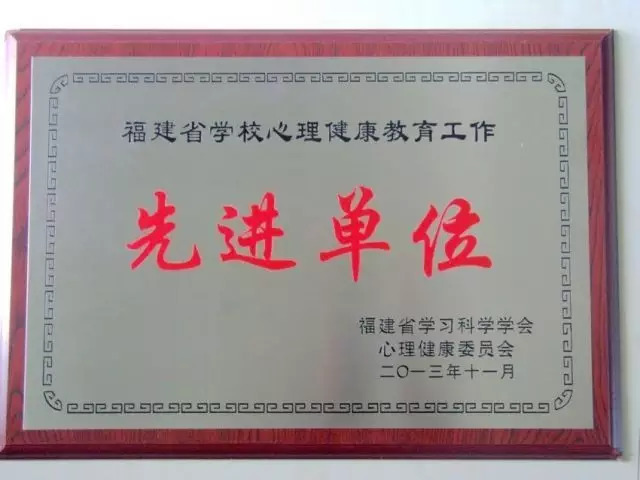 福建省学校心理健康教育工作
先进单位
福建省学习科学学会
心理健康委员会
二〇一三年十一月